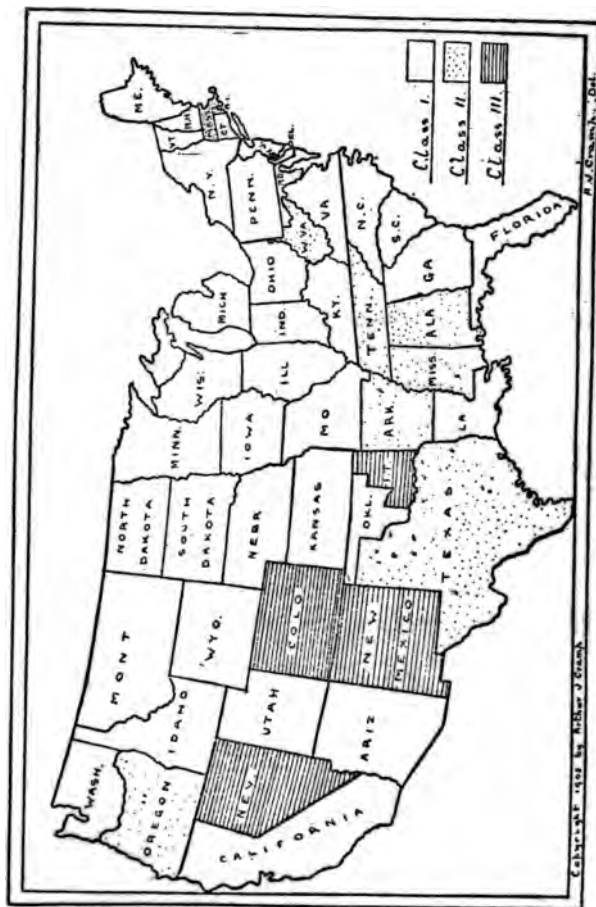 WASH.
OREGON
CALIFORNIA
NEV.
IDAHO
MONT
WYO.
UTAH
ARIZ
COLO
NEW
MEXICO
NORTH
DAKOTA
SOUTH
DAKOTA
NEBR
KANSAS
OKL.
I.T.
TEXAS
MINN.
IOWA
MO
ARK.
LA
WIS.
ILL
MICH
IND.
OHIO
KY.
TENN.
MISS.
ALA
GA
FLORIDA
S.C.
N.C.
VA
W.VA
PENN.
N.Y.
VT
N.H.
ME.
MASS
CT.
R.I.
DEL.
Class I.
Class II.
Class III.
Copyright by Arthur J Cramp
A.J. Cramp, Del.